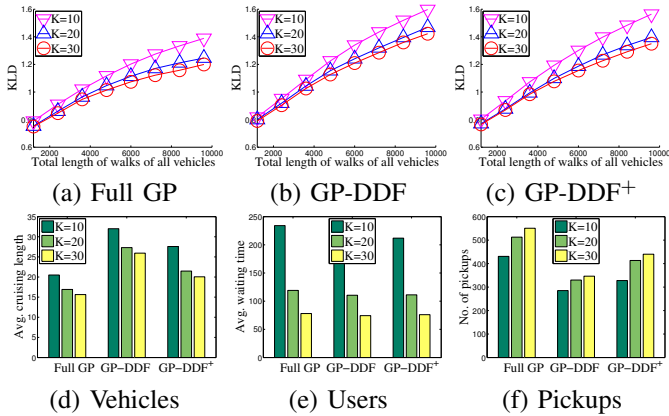 KLD
1.6
1.4
1.2
1
0.8
0.6
K=10
K=20
K=30
2000 4000 6000 8000 10000
Total length of walks of all vehicles
(a) Full GP
KLD
1.6
1.4
1.2
1
0.8
0.6
K=10
K=20
K=30
2000 4000 6000 8000 10000
Total length of walks of all vehicles
(b) GP-DDF
KLD
1.6
1.4
1.2
1
0.8
0.6
K=10
K=20
K=30
2000 4000 6000 8000 10000
Total length of walks of all vehicles
(c) GP-DDF+
Avg. cruising length
35
30
25
20
15
10
5
0
K=10
K=20
K=30
Full GP GP−DDF GP−DDF+
(d) Vehicles
Avg. waiting time
250
200
150
100
50
0
K=10
K=20
K=30
Full GP GP−DDF GP−DDF+
(e) Users
No. of pickups
600
500
400
300
200
100
0
K=10
K=20
K=30
Full GP GP−DDF GP−DDF+
(f) Pickups